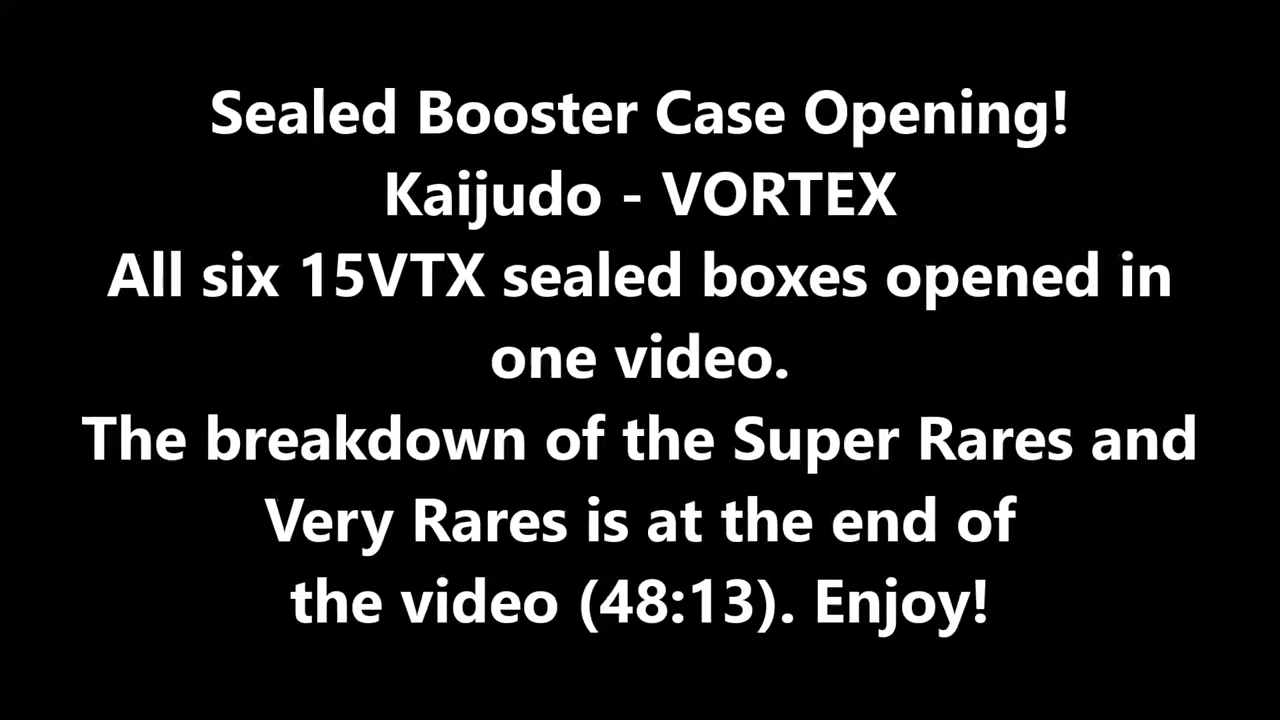 Sealed Booster Case Opening!
Kaijudo - VORTEX
All six 15VTX sealed boxes opened in
one video.
The breakdown of the Super Rares and
Very Rares is at the end of
the video (48:13). Enjoy!